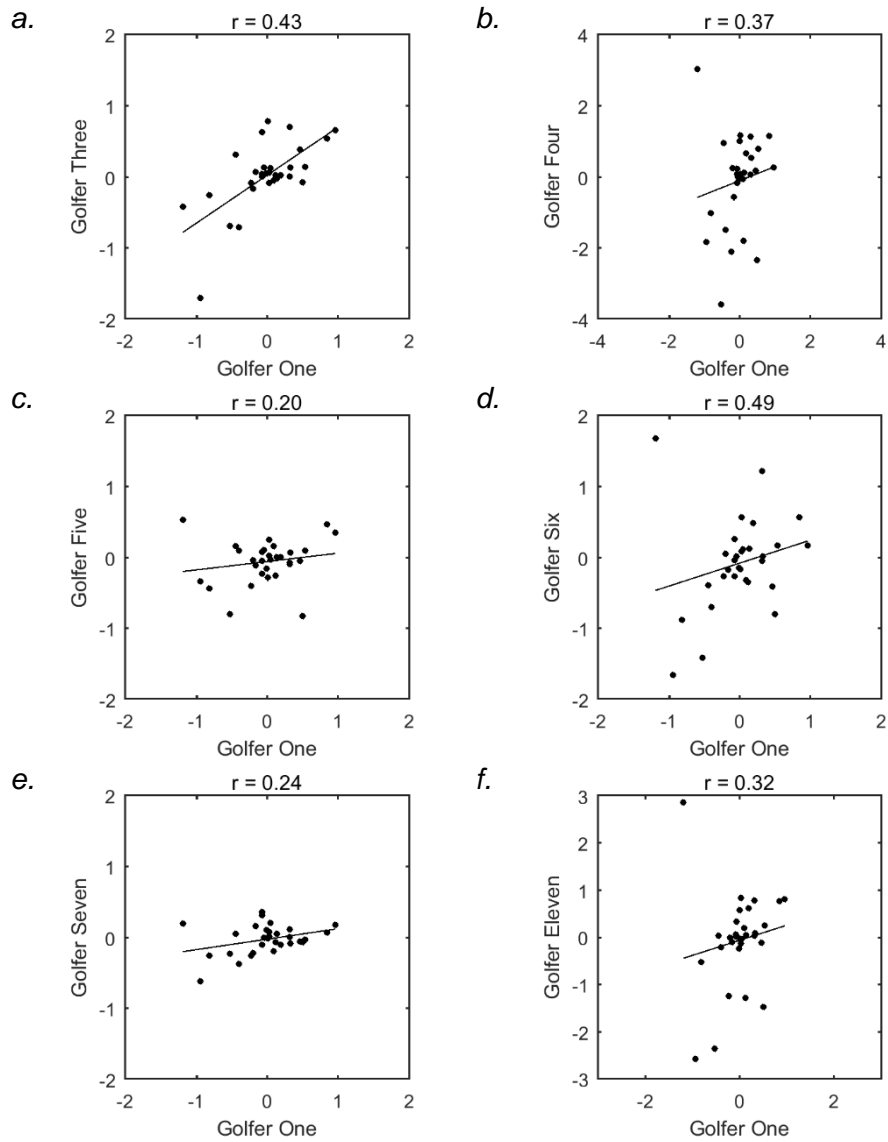 a.
r = 0.43
2
1
0
-1
-2
Golfer Three
-2 -1 0 1 2
Golfer One
b.
r = 0.37
4
2
0
-2
-4
Golfer Four
-4 -2 0 2 4
Golfer One
c.
r = 0.20
2
1
0
-1
-2
Golfer Five
-2 -1 0 1 2
Golfer One
d.
r = 0.49
2
1
0
-1
-2
Golfer Six
-2 -1 0 1 2
Golfer One
e.
r = 0.24
2
1
0
-1
-2
Golfer Seven
-2 -1 0 1 2
Golfer One
f.
r = 0.32
3
2
1
0
-1
-2
-3
Golfer Eleven
-2 0 2
Golfer One